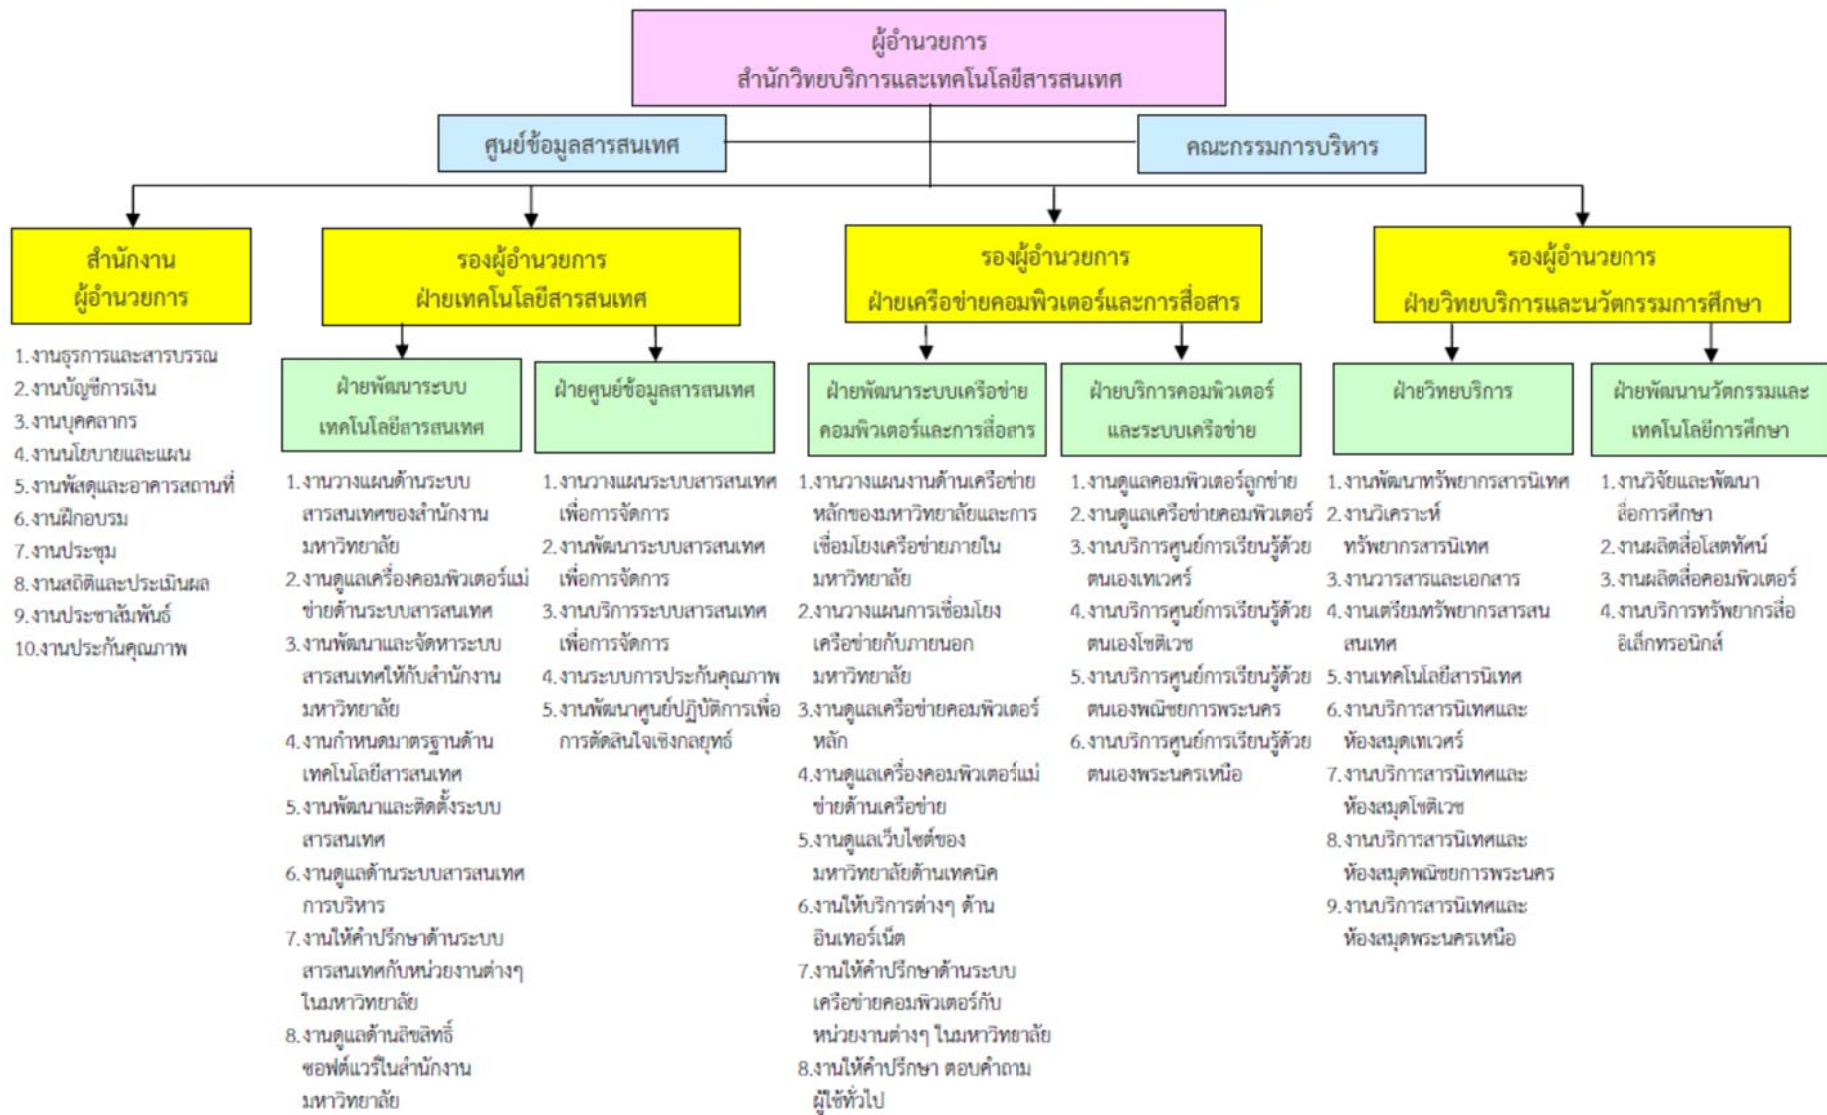 ผู้อำนวยการ
สำนักวิทยบริการและเทคโนโลยีสารสนเทศ
ศูนย์ข้อมูลสารสนเทศ
คณะกรรมการบริหาร
สำนักงาน
ผู้อำนวยการ
1.งานธุรการและสารบรรณ
2.งานบัญชีการเงิน
3.งานบุคคลากร
4.งานนโยบายและแผน
5.งานพัสดุและอาคารสถานที่
6.งานฝึกอบรม
7.งานประชุม
8.งานสถิติและประเมินผล
9.งานประชาสัมพันธ์
10.งานประกันคุณภาพ
รองผู้อำนวยการ
ฝ่ายเทคโนโลยีสารสนเทศ
ฝ่ายพัฒนาระบบ
เทคโนโลยีสารสนเทศ
1.งานวางแผนด้านระบบ
สารสนเทศของสำนักงาน
มหาวิทยาลัย
2.งานดูแลเครื่องคอมพิวเตอร์แม่
ข่ายด้านระบบสารสนเทศ
3.งานพัฒนาและจัดหาระบบ
สารสนเทศให้กับสำนักงาน
มหาวิทยาลัย
4.งานกำหนดมาตรฐานด้าน
เทคโนโลยีสารสนเทศ
5.งานพัฒนาและติดตั้งระบบ
สารสนเทศ
6.งานดูแลด้านระบบสารสนเทศ
การบริหาร
7.งานให้คำปรึกษาด้านระบบ
สารสนเทศกับหน่วยงานต่างๆ
ในมหาวิทยาลัย
8.งานดูแลด้านลิขสิทธิ์
ซอฟต์แวร์ในสำนักงาน
มหาวิทยาลัย
ฝ่ายศูนย์ข้อมูลสารสนเทศ
1.งานวางแผนระบบสารสนเทศ
เพื่อการจัดการ
2.งานพัฒนาระบบสารสนเทศ
เพื่อการจัดการ
3.งานบริการระบบสารสนเทศ
เพื่อการจัดการ
4.งานระบบการประกันคุณภาพ
5.งานพัฒนาศูนย์ปฏิบัติการเพื่อ
การตัดสินใจเชิงกลยุทธ์
รองผู้อำนวยการ
ฝ่ายเครือข่ายคอมพิวเตอร์และการสื่อสาร
ฝ่ายพัฒนาระบบเครือข่าย
คอมพิวเตอร์และการสื่อสาร
1.งานวางแผนงานด้านเครือข่าย
หลักของมหาวิทยาลัยและการ
เชื่อมโยงเครือข่ายภายใน
มหาวิทยาลัย
2.งานวางแผนการเชื่อมโยง
เครือข่ายกับภายนอก
มหาวิทยาลัย
3.งานดูแลเครือข่ายคอมพิวเตอร์
หลัก
4.งานดูแลเครื่องคอมพิวเตอร์แม่
ข่ายด้านเครือข่าย
5.งานดูแลเว็บไซต์ของ
มหาวิทยาลัยด้านเทคนิค
6.งานให้บริการต่างๆ ด้าน
อินเทอร์เน็ต
7.งานให้คำปรึกษาด้านระบบ
เครือข่ายคอมพิวเตอร์กับ
หน่วยงานต่างๆ ในมหาวิทยาลัย
8.งานให้คำปรึกษา ตอบคำถาม
ผู้ใช้ทั่วไป
ฝ่ายบริการคอมพิวเตอร์
และระบบเครือข่าย
1.งานดูแลคอมพิวเตอร์ลูกข่าย
2.งานดูแลเครือข่ายคอมพิวเตอร์
3.งานบริการศูนย์การเรียนรู้ด้วย
ตนเองเทเวศร์
4.งานบริการศูนย์การเรียนรู้ด้วย
ตนเองโชติเวช
5.งานบริการศูนย์การเรียนรู้ด้วย
ตนเองพณิชยการพระนคร
6.งานบริการศูนย์การเรียนรู้ด้วย
ตนเองพระนครเหนือ
รองผู้อำนวยการ
ฝ่ายวิทยบริการและนวัตกรรมการศึกษา
ฝ่ายวิทยบริการ
1.งานพัฒนาทรัพยากรสารนิเทศ
2.งานวิเคราะห์
ทรัพยากรสารนิเทศ
3.งานวารสารและเอกสาร
4.งานเตรียมทรัพยากรสารสน
สนเทศ
5.งานเทคโนโลยีสารนิเทศ
6.งานบริการสารนิเทศและ
ห้องสมุดเทเวศร์
7.งานบริการสารนิเทศและ
ห้องสมุดโชติเวช
8.งานบริการสารนิเทศและ
ห้องสมุดพณิชยการพระนคร
9.งานบริการสารนิเทศและ
ห้องสมุดพระนครเหนือ
ฝ่ายพัฒนานวัตกรรมและ
เทคโนโลยีการศึกษา
1.งานวิจัยและพัฒนา
สื่อการศึกษา
2.งานผลิตสื่อโสตทัศน์
3.งานผลิตสื่อคอมพิวเตอร์
4.งานบริการทรัพยากรสื่อ
อิเล็กทรอนิกส์